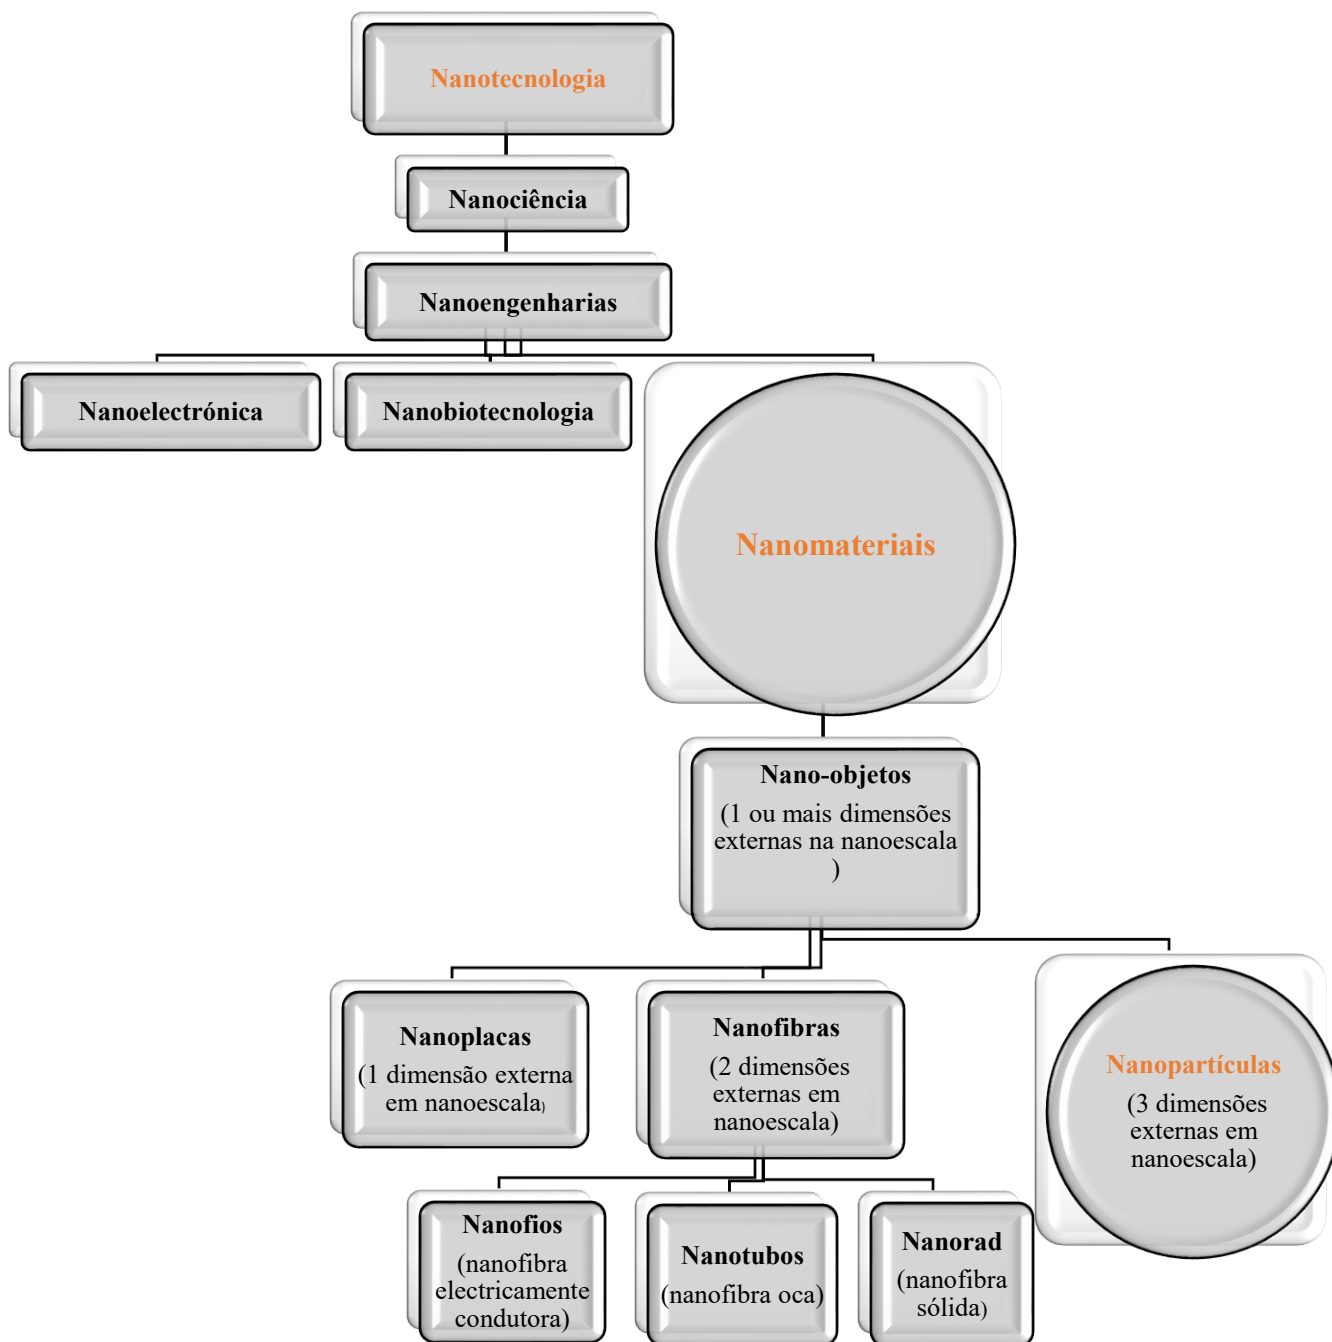 Nanotecnologia
Nanociência
Nanoengenharias
Nanoelectrónica
Nanobiotecnologia
Nanomateriais
Nano-objetos
(1 ou mais dimensões
externas na nanoescala
)
Nanoplacas
(1 dimensão externa
em nanoescala)
Nanofibras
(2 dimensões
externas em
nanoescala)
Nanopartículas
(3 dimensões
externas em
nanoescala)
Nanofios
(nanofibra
electricamente
condutora)
Nanotubos
(nanofibra oca)
Nanorad
(nanofibra
sólida)